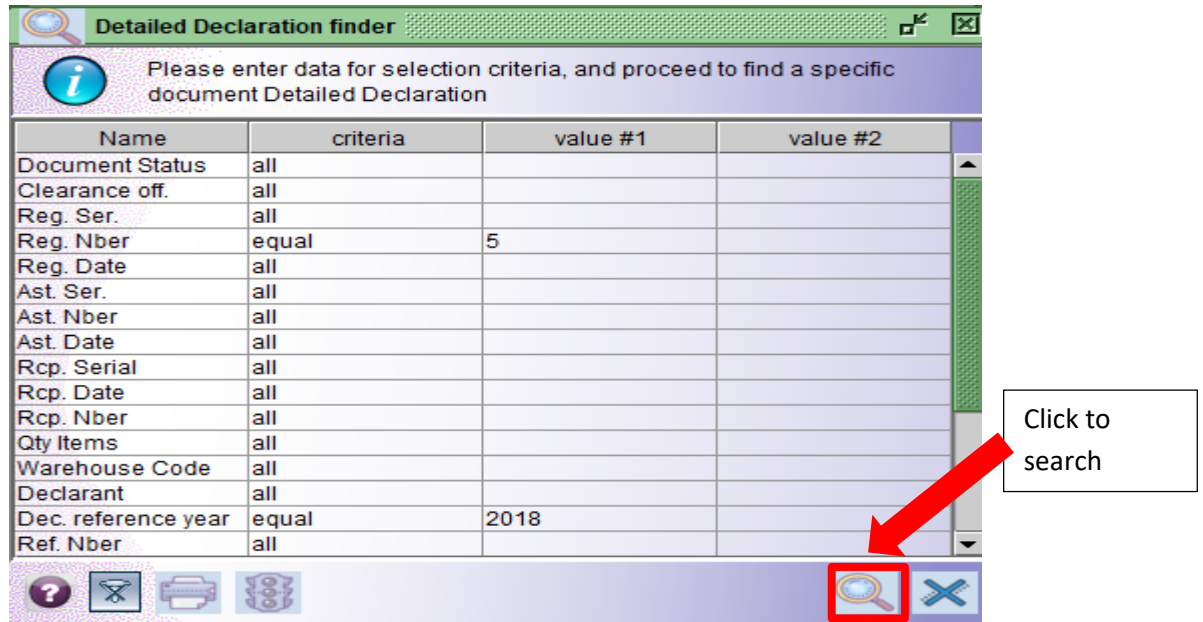 Detailed Declaration finder
Please enter data for selection criteria, and proceed to find a specific
document Detailed Declaration
Name criteria value #1 value #2
Document Status all
Clearance off. all
Reg. Ser. all
Reg. Nber equal 5
Reg. Date all
Ast. Ser. all
Ast. Nber all
Ast. Date all
Rcp. Serial all
Rcp. Date all
Rcp. Nber all
Qty Items all
Warehouse Code all
Declarant all
Dec. reference year equal 2018
Ref. Nber all
Click to
search